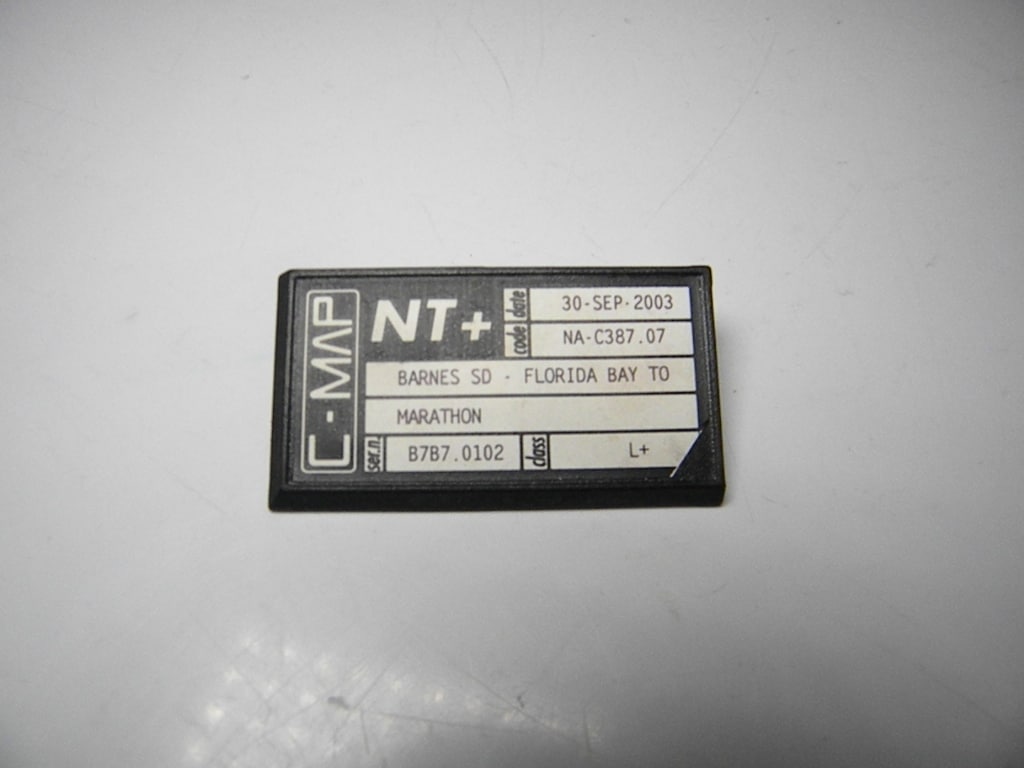 C-MAP
NT+
date 30-SEP-2003
code NA-C387.07
BARNES SD - FLORIDA BAY TO
MARATHON
ser.n. B7B7.0102 class L+